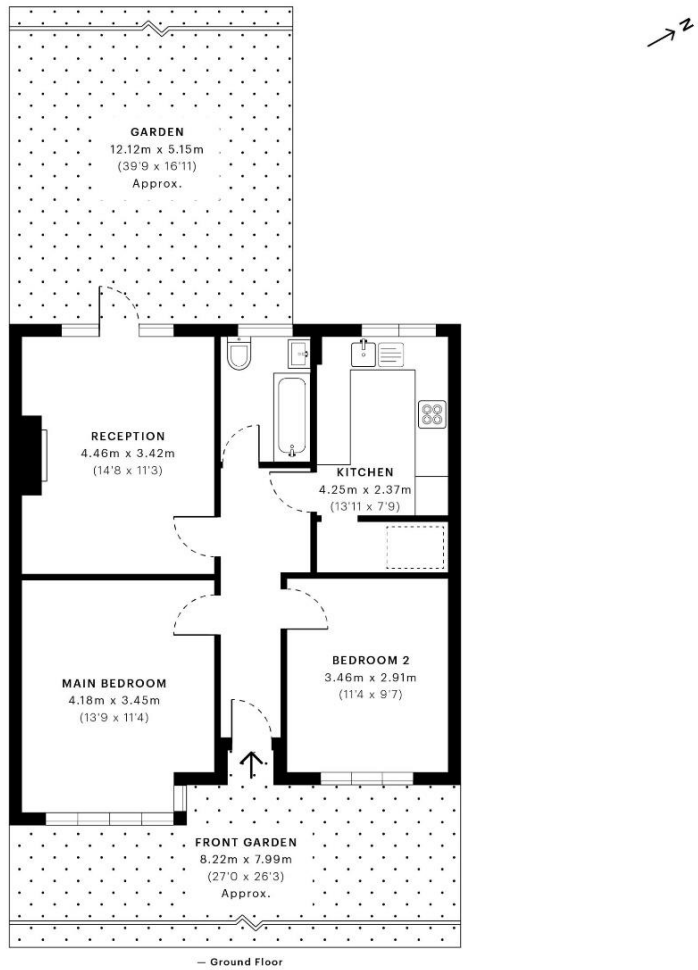 N
GARDEN
12.12m x 5.15m
(39'9 x 16'11)
Approx.
RECEPTION
4.46m x 3.42m
(14'8 x 11'3)
KITCHEN
4.25m x 2.37m
(13'11 x 7'9)
MAIN BEDROOM
4.18m x 3.45m
(13'9 x 11'4)
BEDROOM 2
3.46m x 2.91m
(11'4 x 9'7)
FRONT GARDEN
8.22m x 7.99m
(27'0 x 26'3)
Approx.
— Ground Floor